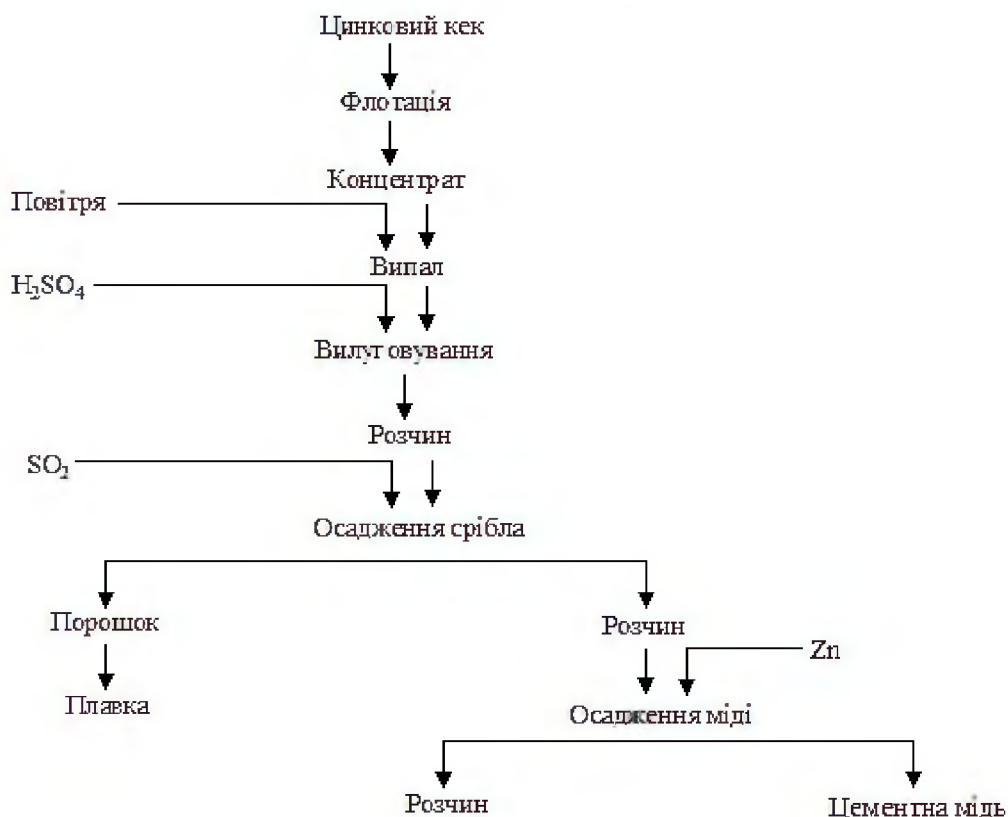 Цинковий кек
Флотація
Концентрат
Повітря
Випал
H₂SO₄
Вилуговування
Розчин
SO₂
Осадження срібла
Порошок
Розчин
Zn
Плавка
Осадження міді
Розчин
Цементна мідь